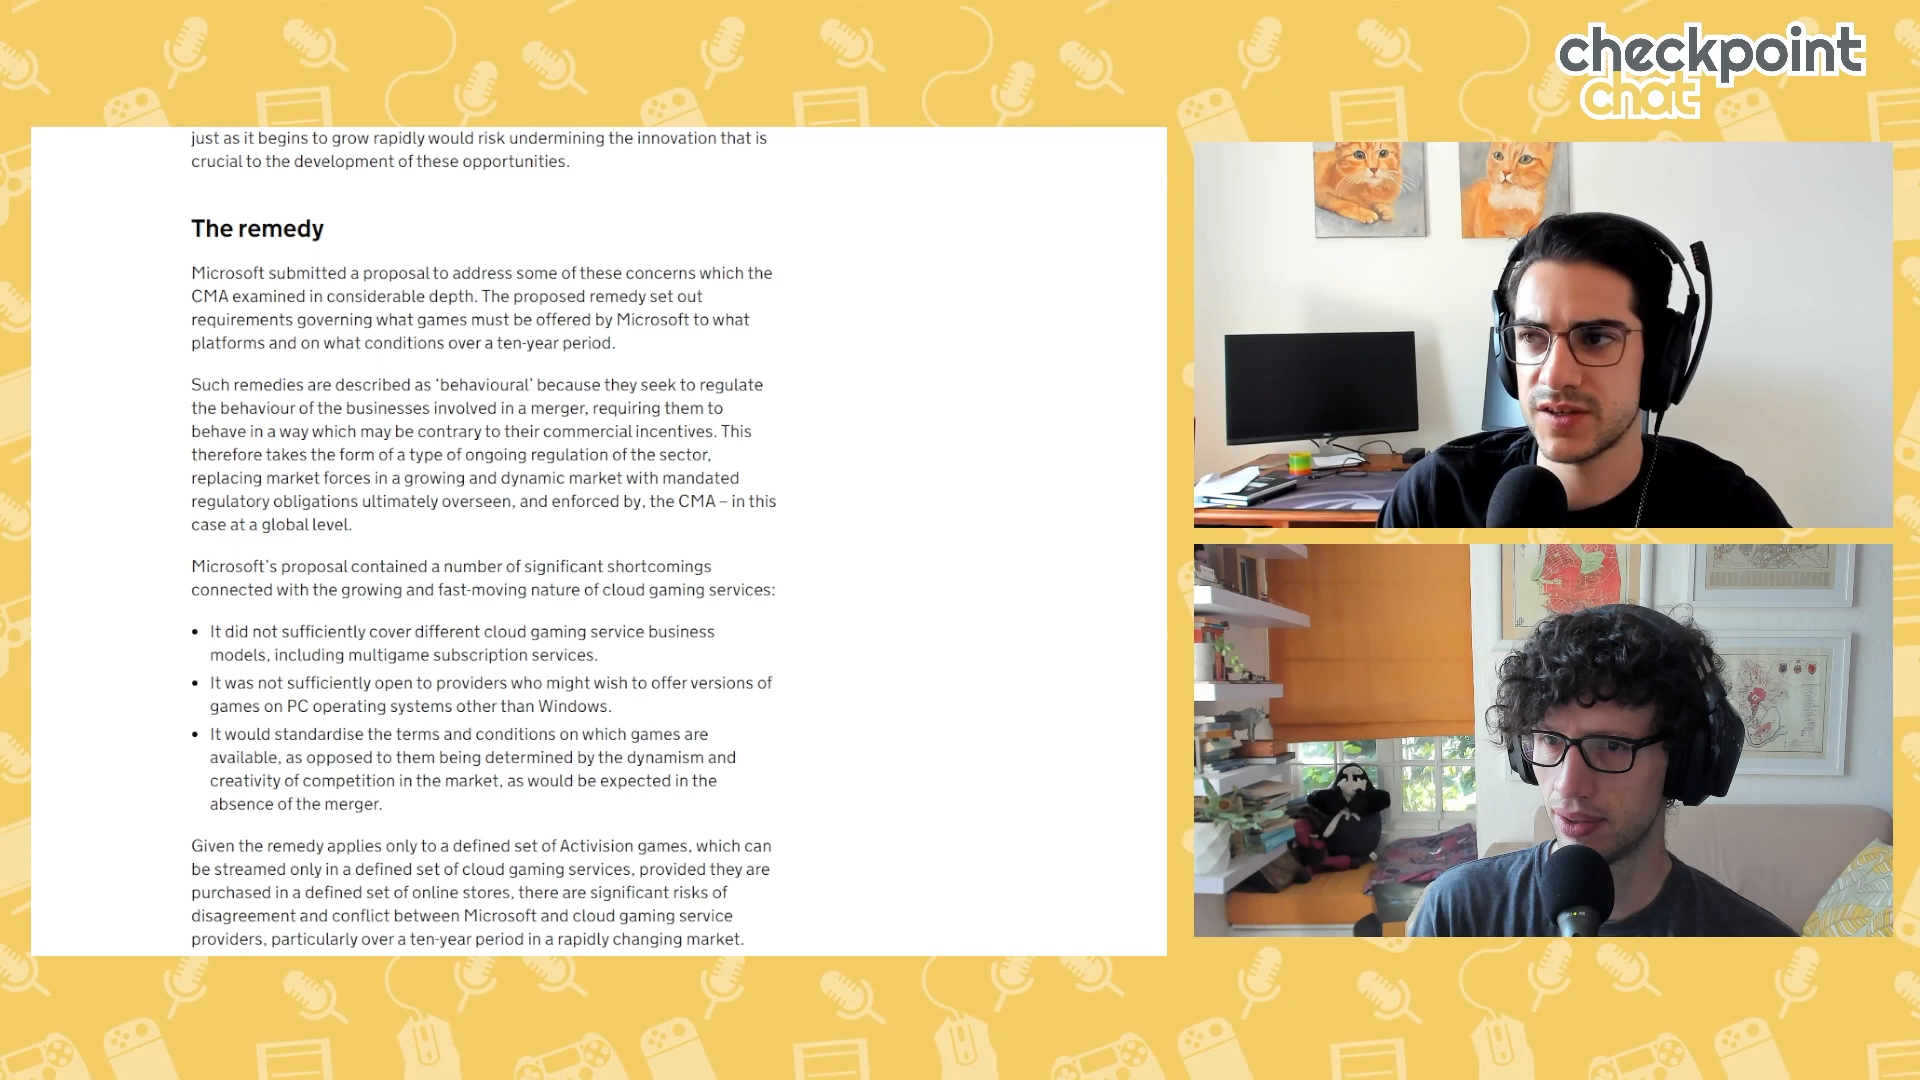 checkpoint
chat
just as it begins to grow rapidly would risk undermining the innovation that is
crucial to the development of these opportunities.
The remedy
Microsoft submitted a proposal to address some of these concerns which the
CMA examined in considerable depth. The proposed remedy set out
requirements governing what games must be offered by Microsoft to what
platforms and on what conditions over a ten-year period.
Such remedies are described as ‘behavioural’ because they seek to regulate
the behaviour of the businesses involved in a merger, requiring them to
behave in a way which may be contrary to their commercial incentives. This
therefore takes the form of a type of ongoing regulation of the sector,
replacing market forces in a growing and dynamic market with mandated
regulatory obligations ultimately overseen, and enforced by, the CMA – in this
case at a global level.
Microsoft’s proposal contained a number of significant shortcomings
connected with the growing and fast-moving nature of cloud gaming services:
• It did not sufficiently cover different cloud gaming service business
models, including multigame subscription services.
• It was not sufficiently open to providers who might wish to offer versions of
games on PC operating systems other than Windows.
• It would standardise the terms and conditions on which games are
available, as opposed to them being determined by the dynamism and
creativity of competition in the market, as would be expected in the
absence of the merger.
Given the remedy applies only to a defined set of Activision games, which can
be streamed only in a defined set of cloud gaming services, provided they are
purchased in a defined set of online stores, there are significant risks of
disagreement and conflict between Microsoft and cloud gaming service
providers, particularly over a ten-year period in a rapidly changing market.